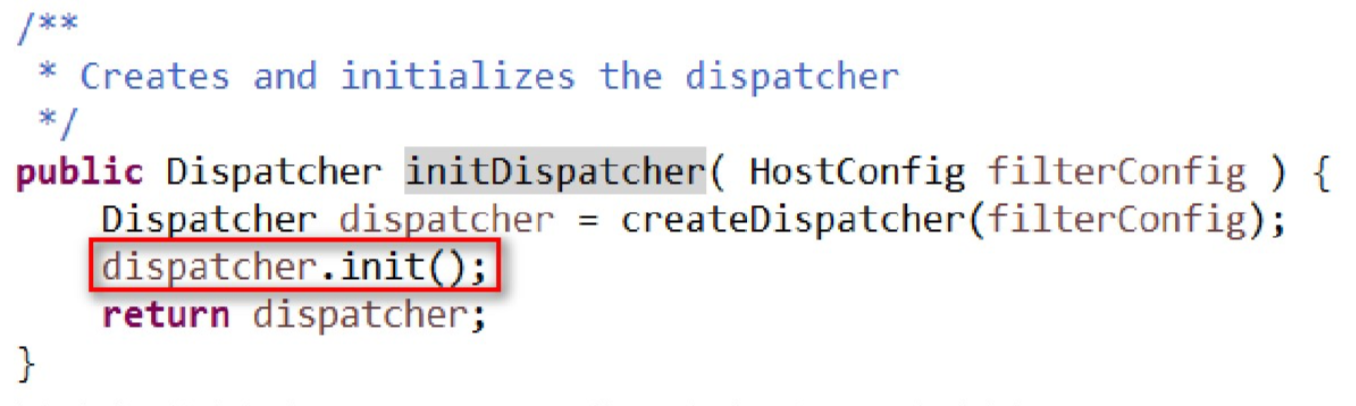 /**
 * Creates and initializes the dispatcher
 */
public Dispatcher initDispatcher( HostConfig filterConfig ) {
    Dispatcher dispatcher = createDispatcher(filterConfig);
    dispatcher.init();
    return dispatcher;
}